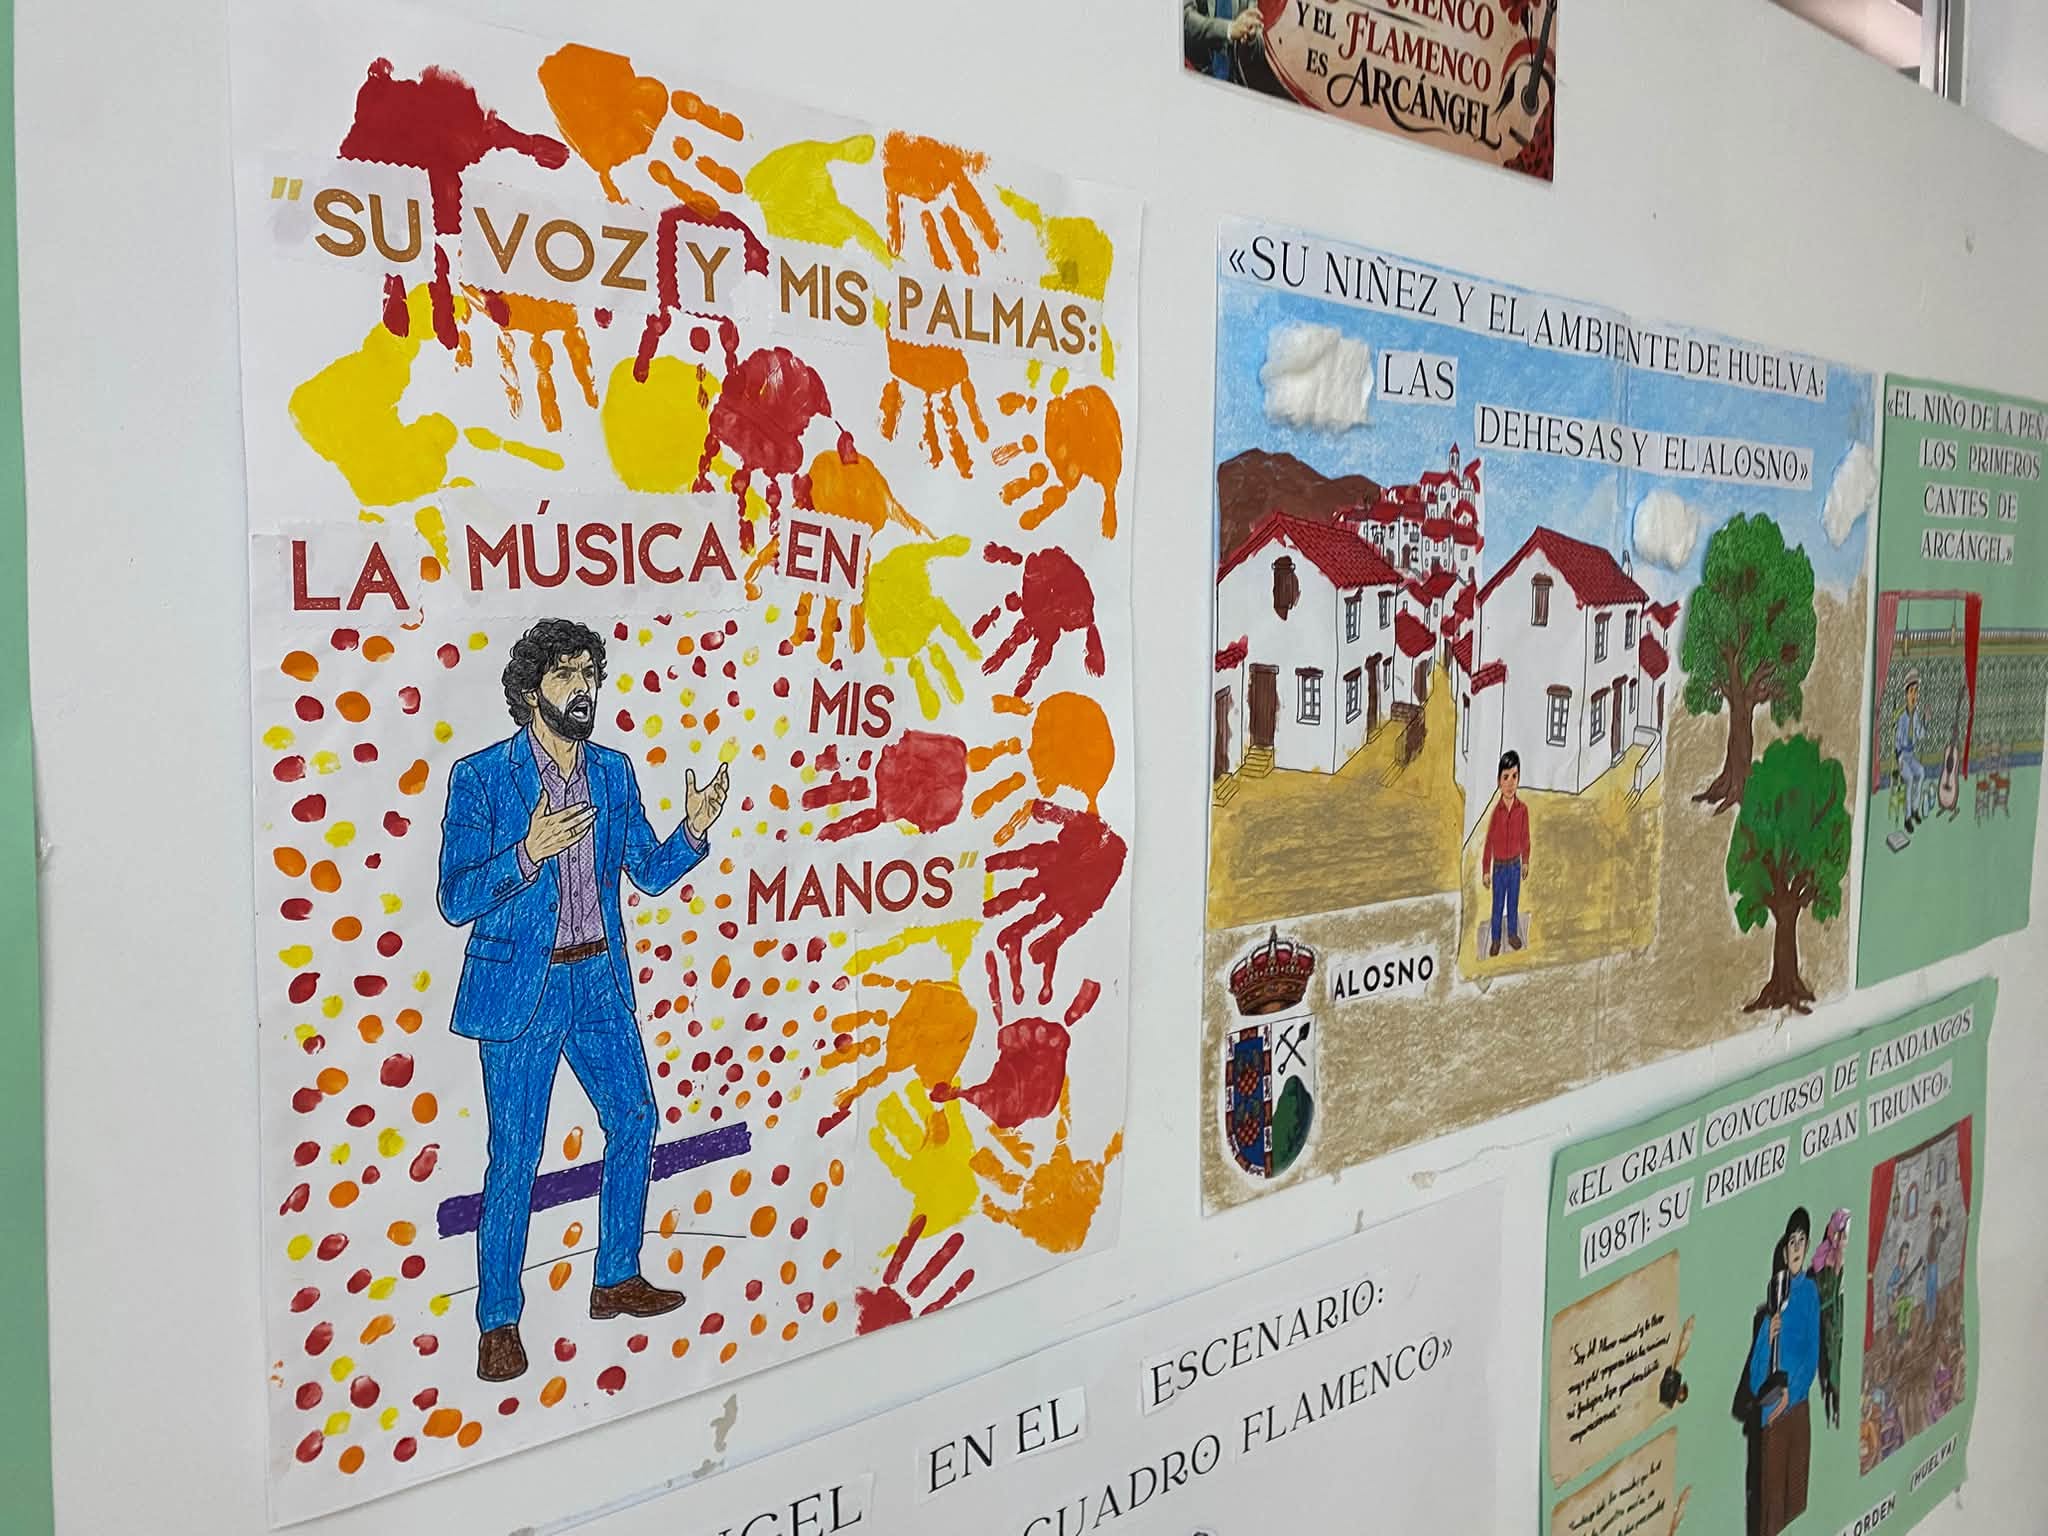 "SU VOZ Y MIS PALMAS:
LA MÚSICA EN
MIS
MANOS"
Y EL FLAMENCO
ES ARCÁNGEL
«SU NIÑEZ Y EL AMBIENTE DE HUELVA:
LAS
DEHESAS Y EL ALOSNO»
ALOSNO
«EL NIÑO DE LA
LOS PRIMEROS
CANTES DE
ARCÁNGEL»
«EL GRAN CONCURSO DE FANDANGOS
(1987): SU PRIMER GRAN TRIUNFO».
ORDEN (HUELVA)
EN EL ESCENARIO:
CUADRO FLAMENCO»